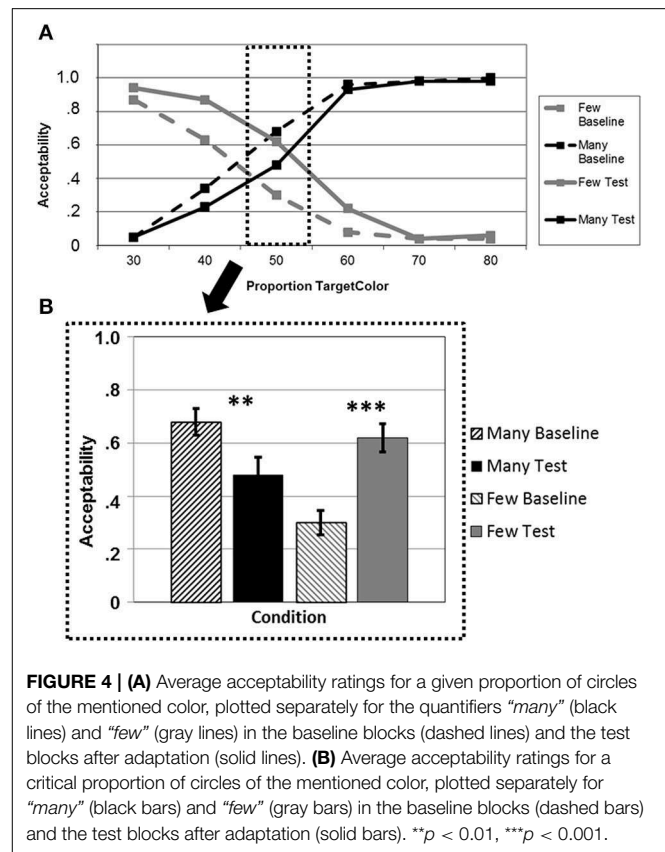 A
1.0
.8
.6
.4
.2
0
Acceptability
30 40 50 60 70 80
Proportion TargetColor
Few
Baseline
Many
Baseline
Few Test
Many Test
B
1.0
.8
.6
.4
.2
0
Acceptability
** ***
Condition
Many Baseline
Many Test
Few Baseline
Few Test
FIGURE 4 | (A) Average acceptability ratings for a given proportion of circles
of the mentioned color, plotted separately for the quantifiers "many" (black
lines) and "few" (gray lines) in the baseline blocks (dashed lines) and the test
blocks after adaptation (solid lines). (B) Average acceptability ratings for a
critical proportion of circles of the mentioned color, plotted separately for
"many" (black bars) and "few" (gray bars) in the baseline blocks (dashed bars)
and the test blocks after adaptation (solid bars). **p < 0.01, ***p < 0.001.